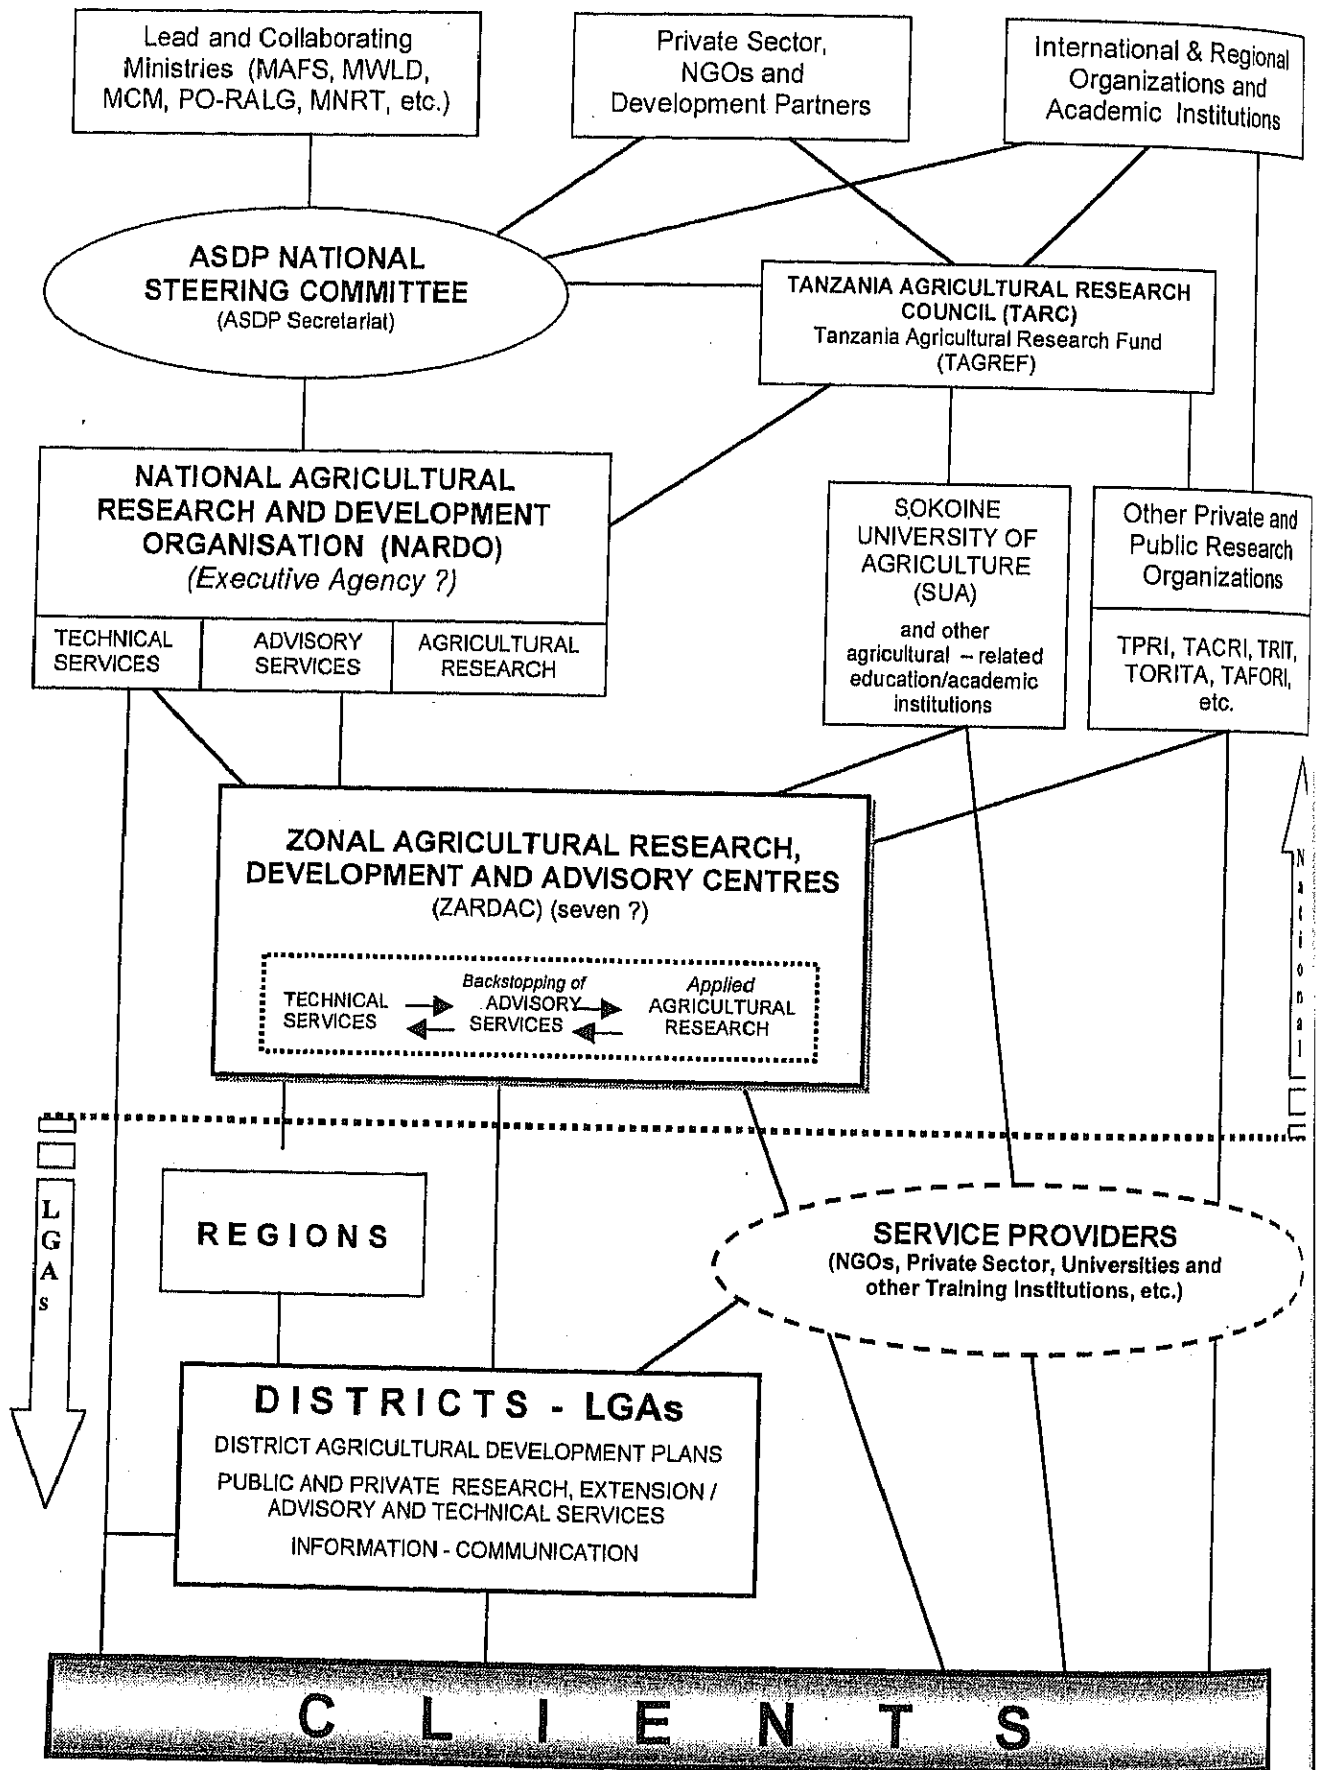 Lead and Collaborating
Ministries (MAFS, MWLD,
MCM, PO-RALG, MNRT, etc.)
Private Sector,
NGOs and
Development Partners
International & Regional
Organizations and
Academic Institutions
ASDP NATIONAL
STEERING COMMITTEE
(ASDP Secretariat)
TANZANIA AGRICULTURAL RESEARCH
COUNCIL (TARC)
Tanzania Agricultural Research Fund
(TAGREF)
NATIONAL AGRICULTURAL
RESEARCH AND DEVELOPMENT
ORGANISATION (NARDO)
(Executive Agency ?)
TECHNICAL
SERVICES
ADVISORY
SERVICES
AGRICULTURAL
RESEARCH
SOKOINE
UNIVERSITY OF
AGRICULTURE
(SUA)
and other
agricultural – related
education/academic
institutions
Other Private and
Public Research
Organizations
TPRI, TACRI, TRIT,
TORITA, TAFORI,
etc.
ZONAL AGRICULTURAL RESEARCH,
DEVELOPMENT AND ADVISORY CENTRES
(ZARDAC) (seven ?)
TECHNICAL
SERVICES
Backstopping of
ADVISORY
SERVICES
Applied
AGRICULTURAL
RESEARCH
National
LGAs
REGIONS
SERVICE PROVIDERS
(NGOs, Private Sector, Universities and
other Training Institutions, etc.)
DISTRICTS - LGAs
DISTRICT AGRICULTURAL DEVELOPMENT PLANS
PUBLIC AND PRIVATE RESEARCH, EXTENSION /
ADVISORY AND TECHNICAL SERVICES
INFORMATION - COMMUNICATION
CLIENTS